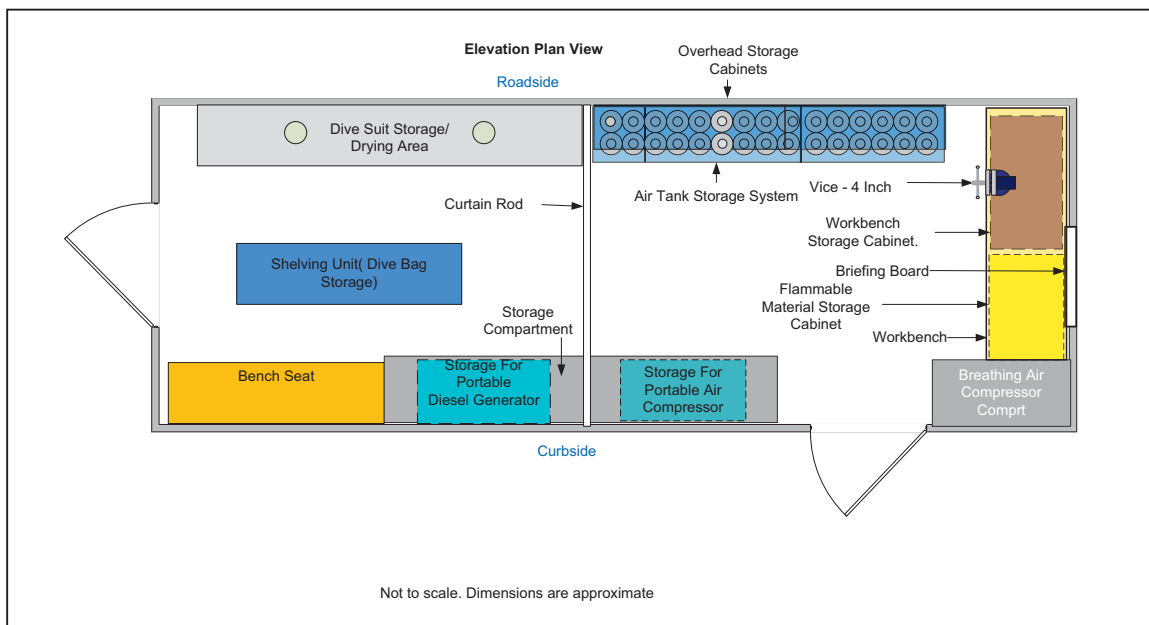 Elevation Plan View
Roadside
Overhead Storage
Cabinets
Dive Suit Storage/
Drying Area
Air Tank Storage System
Vice - 4 Inch
Curtain Rod
Workbench
Storage Cabinet.
Shelving Unit( Dive Bag
Storage)
Briefing Board
Flammable
Material Storage
Cabinet
Storage
Compartment
Workbench
Bench Seat
Storage For
Portable
Diesel Generator
Storage For
Portable Air
Compressor
Breathing Air
Compressor
Comprt
Curbside
Not to scale. Dimensions are approximate